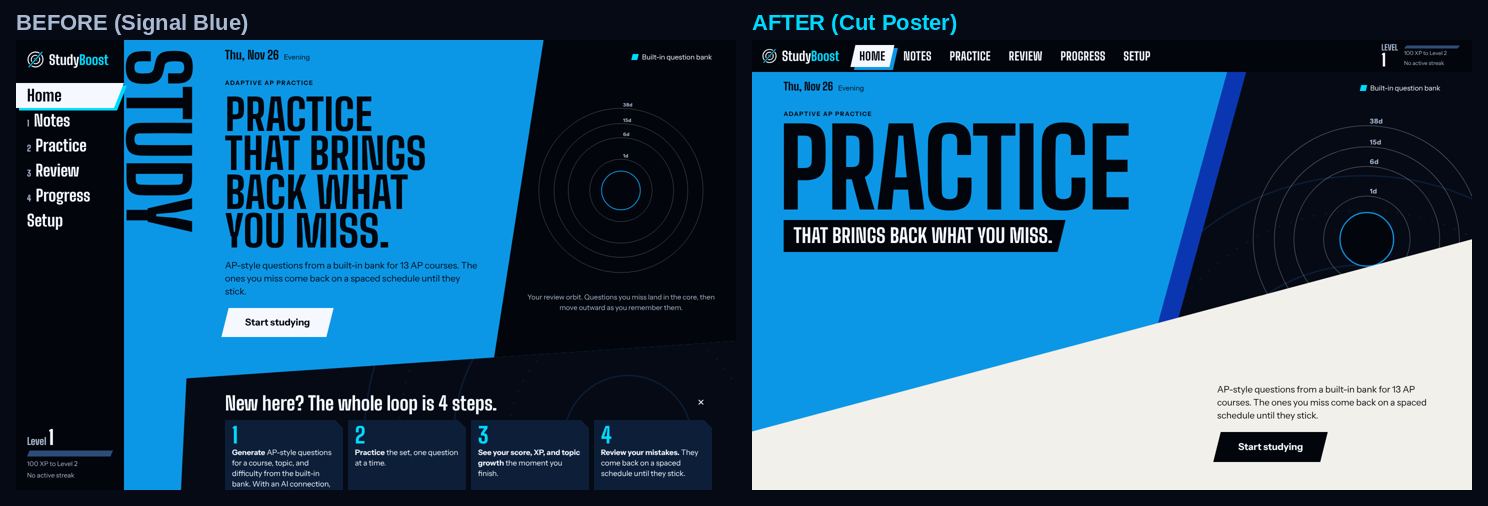 BEFORE (Signal Blue)
StudyBoost
Home
1 Notes
2 Practice
3 Review
4 Progress
Setup
Level 1
100 XP to Level 2
No active streak
STUDY
Thu, Nov 26 Evening
Built-in question bank
ADAPTIVE AP PRACTICE
PRACTICE
THAT BRINGS
BACK WHAT
YOU MISS.
AP-style questions from a built-in bank for 13 AP courses. The
ones you miss come back on a spaced schedule until they
stick.
Start studying
38d
15d
6d
1d
Your review orbit. Questions you miss land in the core, then
move outward as you remember them.
New here? The whole loop is 4 steps.
×
1
Generate AP-style questions
for a course, topic, and
difficulty from the built-in
bank. With an AI connection,
2
Practice the set, one question
at a time.
3
See your score, XP, and topic
growth the moment you
finish.
4
Review your mistakes. They
come back on a spaced
schedule until they stick.
AFTER (Cut Poster)
StudyBoost
HOME
NOTES
PRACTICE
REVIEW
PROGRESS
SETUP
LEVEL
1
100 XP to Level 2
No active streak
Thu, Nov 26 Evening
Built-in question bank
ADAPTIVE AP PRACTICE
PRACTICE
THAT BRINGS BACK WHAT YOU MISS.
38d
15d
6d
1d
AP-style questions from a built-in bank for 13 AP
courses. The ones you miss come back on a spaced
schedule until they stick.
Start studying